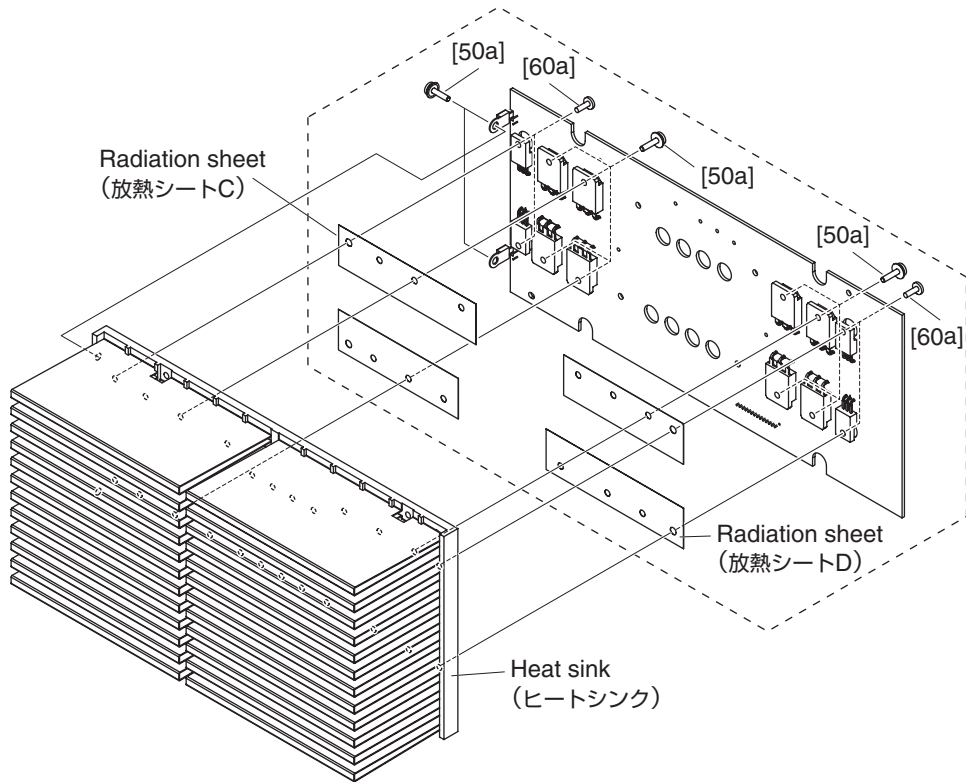 [50a]
[60a]
[50a]
Radiation sheet
（放熱シートC）
[50a]
[60a]
Radiation sheet
（放熱シートD）
Heat sink
（ヒートシンク）